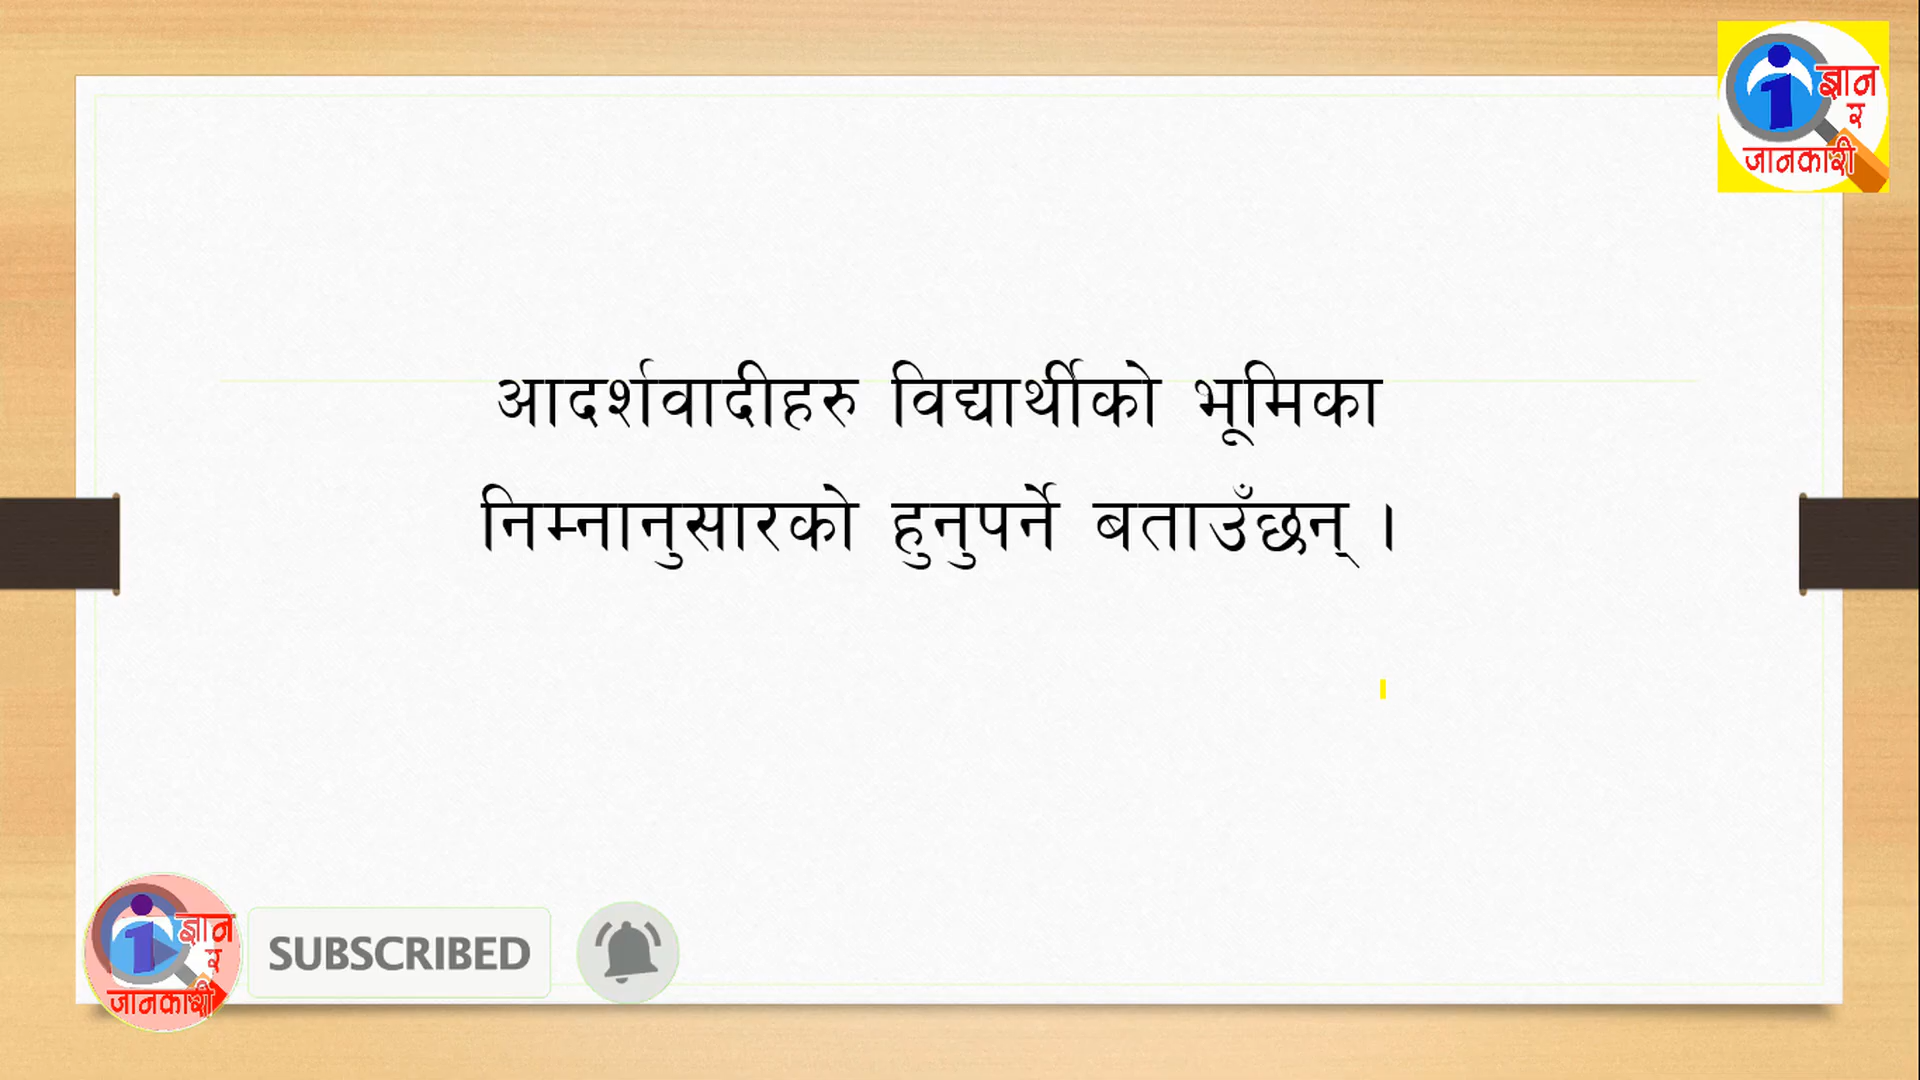 ज्ञान
र
जानकारी
आदर्शवादीहरु विद्यार्थीको भूमिका
निम्नानुसारको हुनुपर्ने बताउँछन् ।
ज्ञान
र
जानकारी
SUBSCRIBED